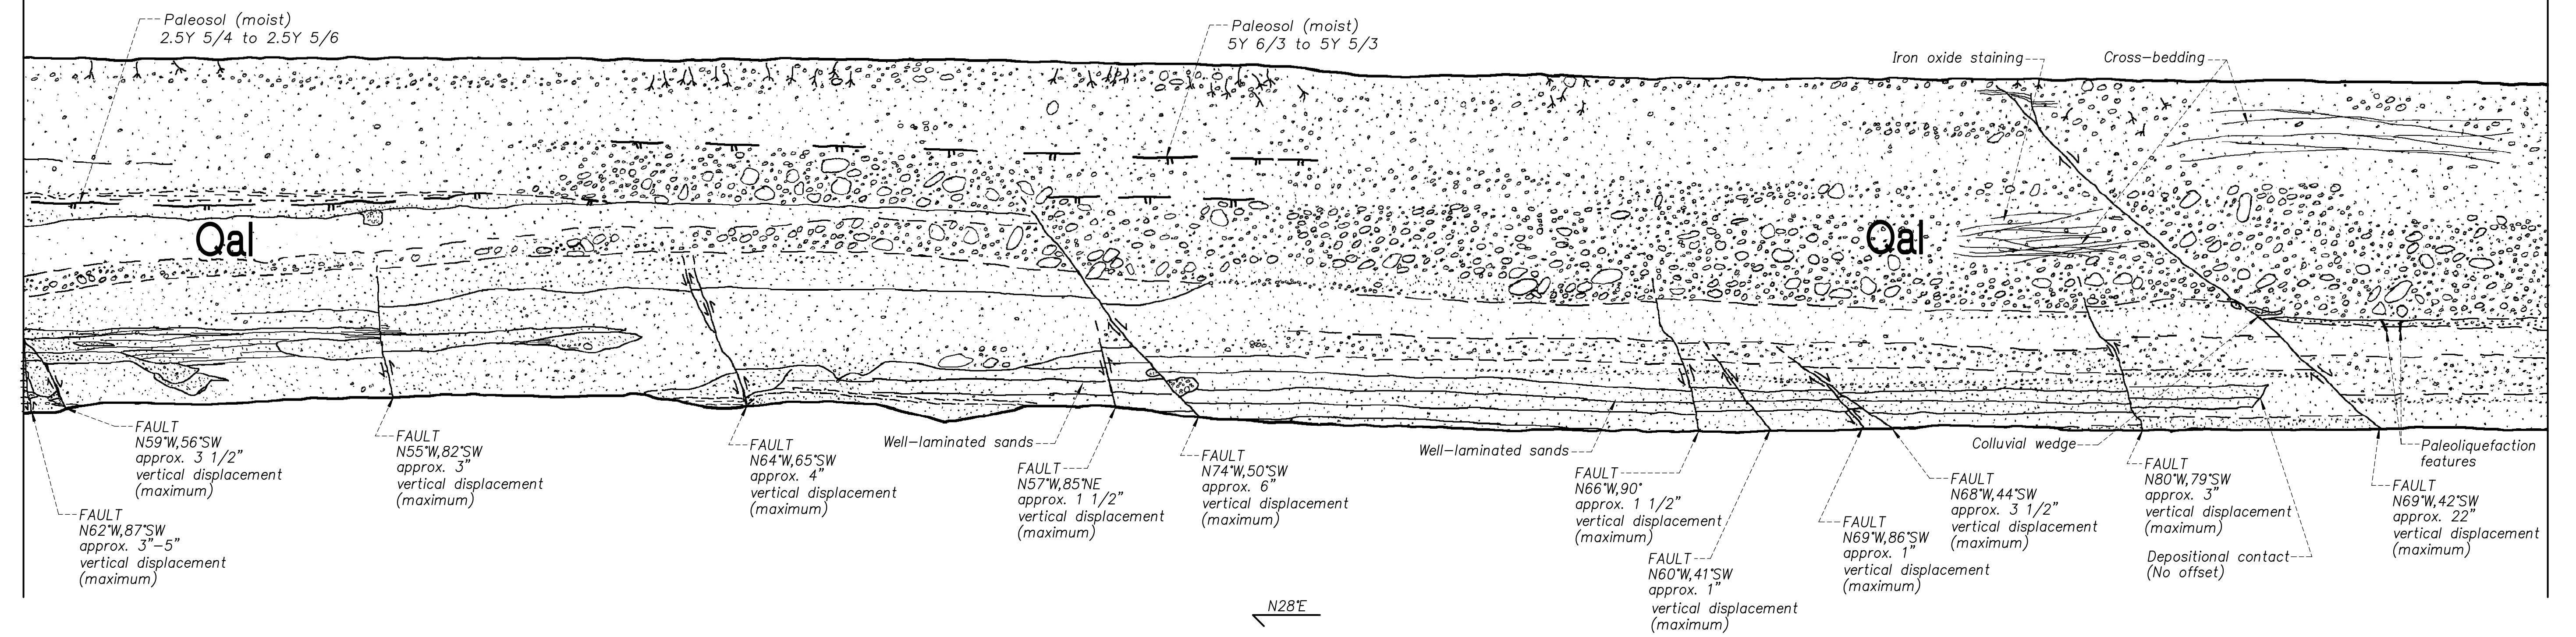 Paleosol (moist)
2.5Y 5/4 to 2.5Y 5/6
Paleosol (moist)
5Y 6/3 to 5Y 5/3
Iron oxide staining
Cross-bedding
Qal
Qal
FAULT
N59°W,56°SW
approx. 3 1/2"
vertical displacement
(maximum)
FAULT
N62°W,87°SW
approx. 3"-5"
vertical displacement
(maximum)
FAULT
N55°W,82°SW
approx. 3"
vertical displacement
(maximum)
FAULT
N64°W,65°SW
approx. 4"
vertical displacement
(maximum)
Well-laminated sands
FAULT
N57°W,85°NE
approx. 1 1/2"
vertical displacement
(maximum)
FAULT
N74°W,50°SW
approx. 6"
vertical displacement
(maximum)
Well-laminated sands
FAULT
N66°W,90°
approx. 1 1/2"
vertical displacement
(maximum)
FAULT
N60°W,41°SW
approx. 1"
vertical displacement
(maximum)
FAULT
N69°W,86°SW
approx. 1"
vertical displacement
(maximum)
FAULT
N68°W,44°SW
approx. 3 1/2"
vertical displacement
(maximum)
Colluvial wedge
FAULT
N80°W,79°SW
approx. 3"
vertical displacement
(maximum)
Depositional contact
(No offset)
Paleoliquefaction
features
FAULT
N69°W,42°SW
approx. 22"
vertical displacement
(maximum)
N28°E